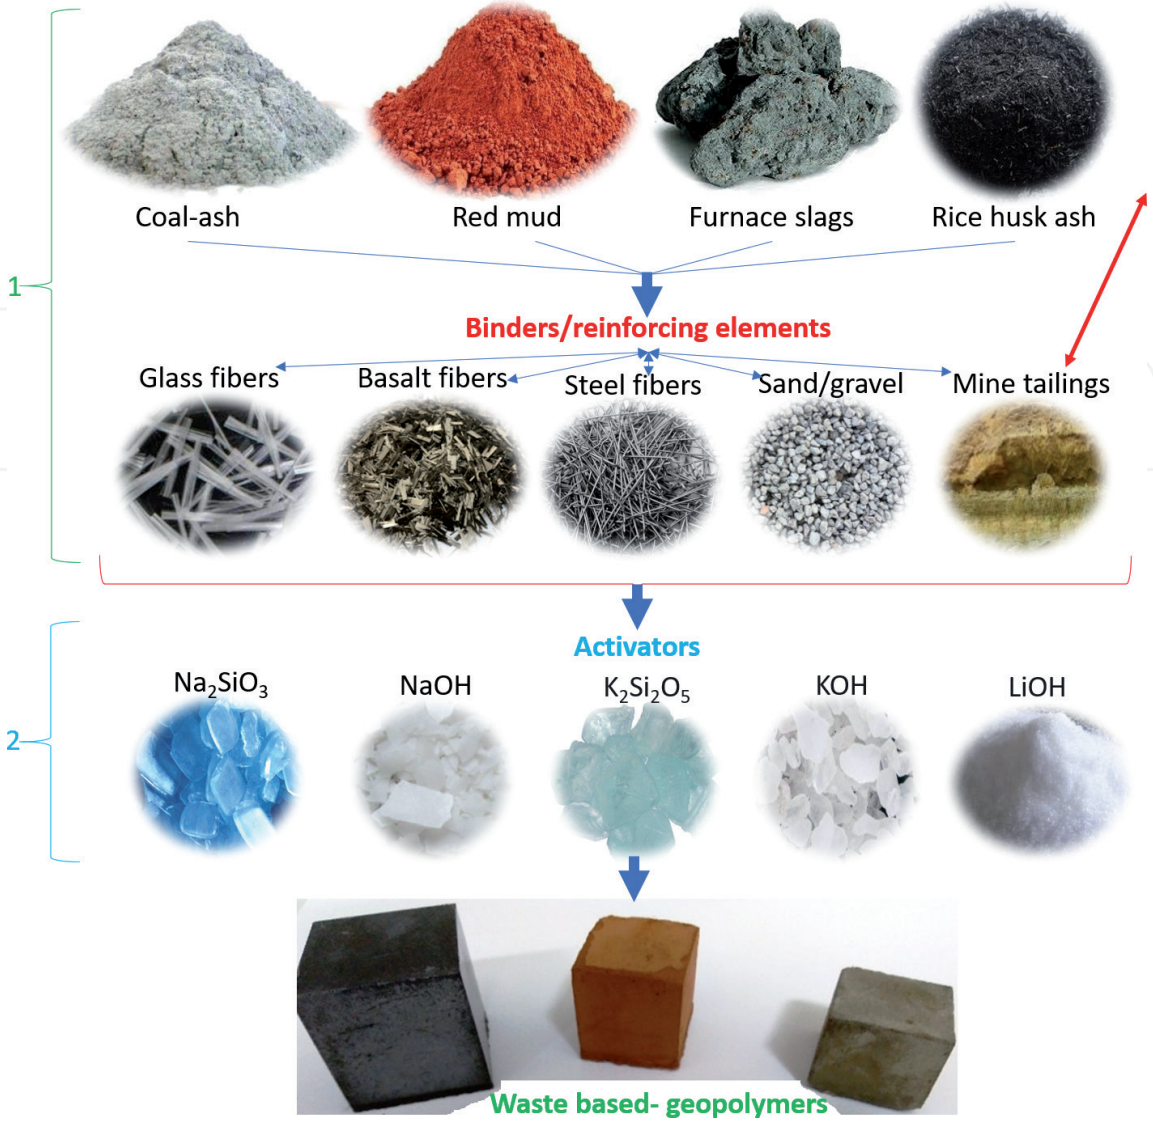 Coal-ash
Red mud
Furnace slags
Rice husk ash
1
Binders/reinforcing elements
Glass fibers
Basalt fibers
Steel fibers
Sand/gravel
Mine tailings
Activators
2
Na₂SiO₃
NaOH
K₂Si₂O₅
KOH
LiOH
Waste based- geopolymers